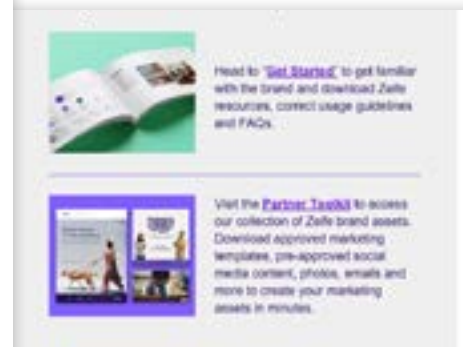 Head to "Get Started" to get familiar
with the brand and download Zelle
resources, correct usage guidelines
and FAQs.
Visit the Partner Toolkit to access
our collection of Zelle brand assets.
Download approved marketing
templates, pre-approved social
media content, photos, emails and
more to create your marketing
assets in minutes.